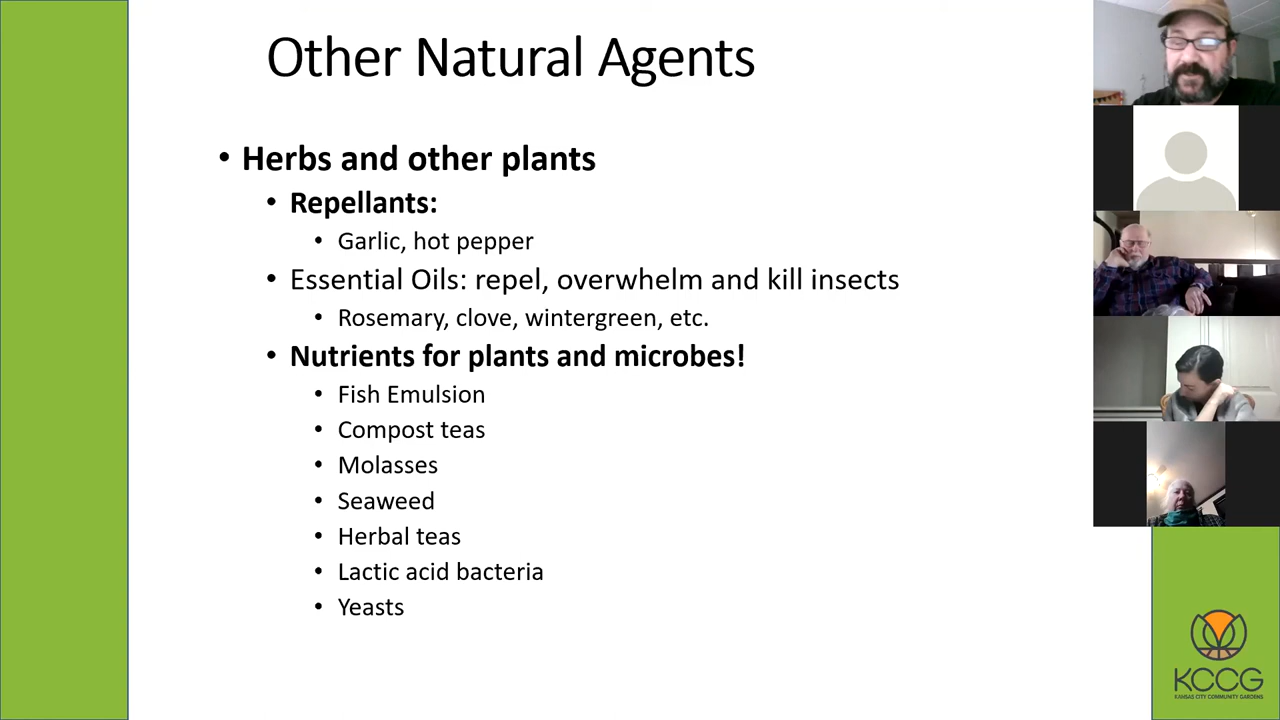 Other Natural Agents
• Herbs and other plants
• Repellants:
• Garlic, hot pepper
• Essential Oils: repel, overwhelm and kill insects
• Rosemary, clove, wintergreen, etc.
• Nutrients for plants and microbes!
• Fish Emulsion
• Compost teas
• Molasses
• Seaweed
• Herbal teas
• Lactic acid bacteria
• Yeasts
KCCG
KANSAS CITY COMMUNITY GARDENS